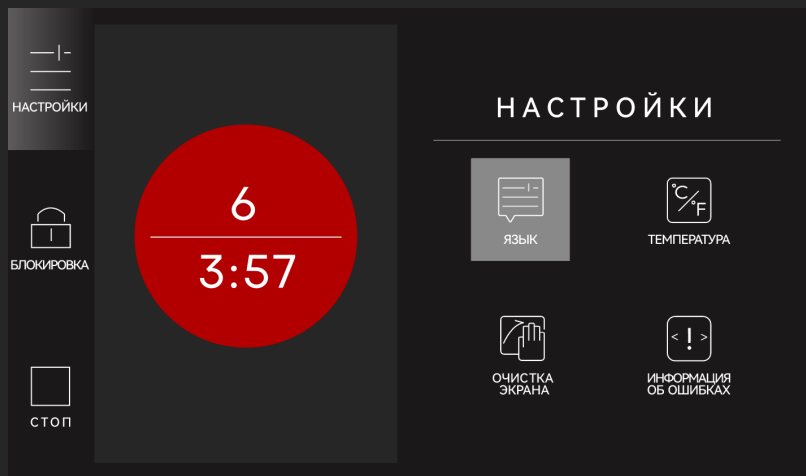 НАСТРОЙКИ
БЛОКИРОВКА
СТОП
6
3:57
НАСТРОЙКИ
ЯЗЫК
°C/°F
ТЕМПЕРАТУРА
ОЧИСТКА
ЭКРАНА
< ! >
ИНФОРМАЦИЯ
ОБ ОШИБКАХ